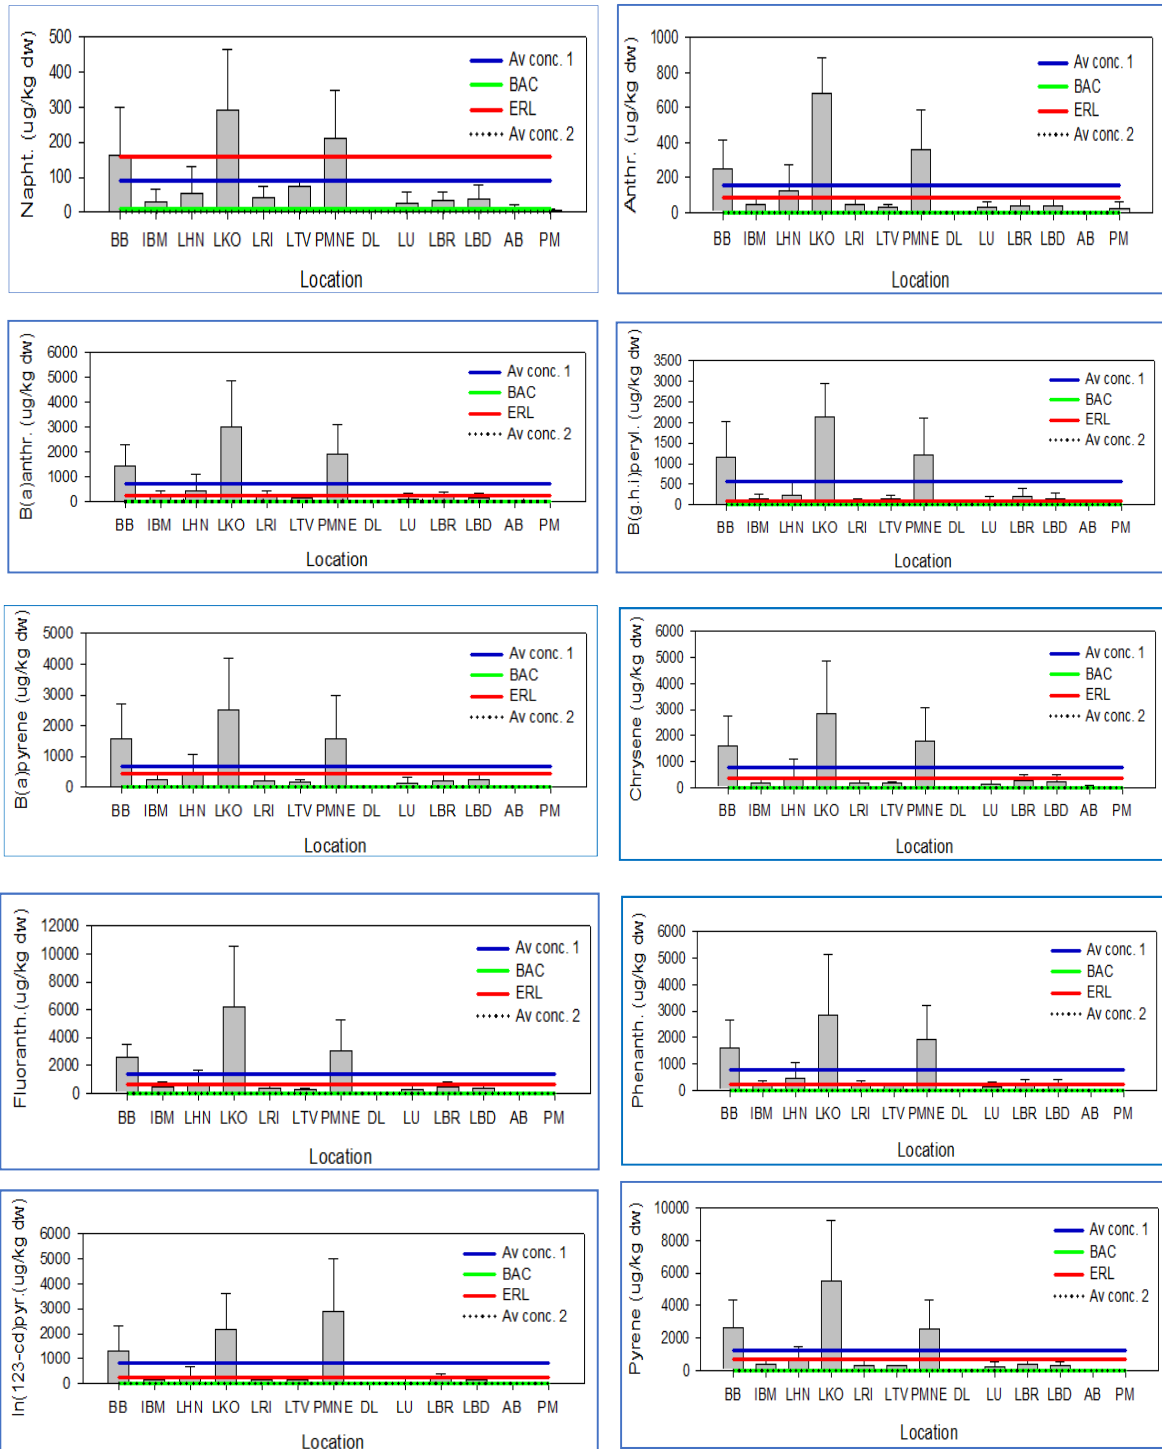 Napht. (ug/kg dw)
500
400
300
200
100
0
Av conc. 1
BAC
ERL
Av conc. 2
BB IBM LHN LKO LRI LTV PMNE DL LU LBR LBD AB PM
Location
Anthr. (ug/kg dw)
1000
800
600
400
200
0
Av conc. 1
BAC
ERL
Av conc. 2
BB IBM LHN LKO LRI LTV PMNE DL LU LBR LBD AB PM
Location
B(a)anthr. (ug/kg dw)
6000
5000
4000
3000
2000
1000
0
Av conc. 1
BAC
ERL
Av conc. 2
BB IBM LHN LKO LRI LTV PMNE DL LU LBR LBD AB PM
Location
B(g.h.i)peryl. (ug/kg dw)
3500
3000
2500
2000
1500
1000
500
0
Av conc. 1
BAC
ERL
Av conc. 2
BB IBM LHN LKO LRI LTV PMNE DL LU LBR LBD AB PM
Location
B(a)pyrene (ug/kg dw)
5000
4000
3000
2000
1000
0
Av conc. 1
BAC
ERL
Av conc. 2
BB IBM LHN LKO LRI LTV PMNE DL LU LBR LBD AB PM
Location
Chrysene (ug/kg dw)
6000
5000
4000
3000
2000
1000
0
Av conc. 1
BAC
ERL
Av conc. 2
BB IBM LHN LKO LRI LTV PMNE DL LU LBR LBD AB PM
Location
Fluoranth.(ug/kg dw)
12000
10000
8000
6000
4000
2000
0
Av conc. 1
BAC
ERL
Av conc. 2
BB IBM LHN LKO LRI LTV PMNE DL LU LBR LBD AB PM
Location
Phenanth. (ug/kg dw)
6000
5000
4000
3000
2000
1000
0
Av conc. 1
BAC
ERL
Av conc. 2
BB IBM LHN LKO LRI LTV PMNE DL LU LBR LBD AB PM
Location
In(123-cd)pyr.(ug/kg dw)
6000
5000
4000
3000
2000
1000
0
Av conc. 1
BAC
ERL
Av conc. 2
BB IBM LHN LKO LRI LTV PMNE DL LU LBR LBD AB PM
Location
Pyrene (ug/kg dw)
10000
8000
6000
4000
2000
0
Av conc. 1
BAC
ERL
Av conc. 2
BB IBM LHN LKO LRI LTV PMNE DL LU LBR LBD AB PM
Location